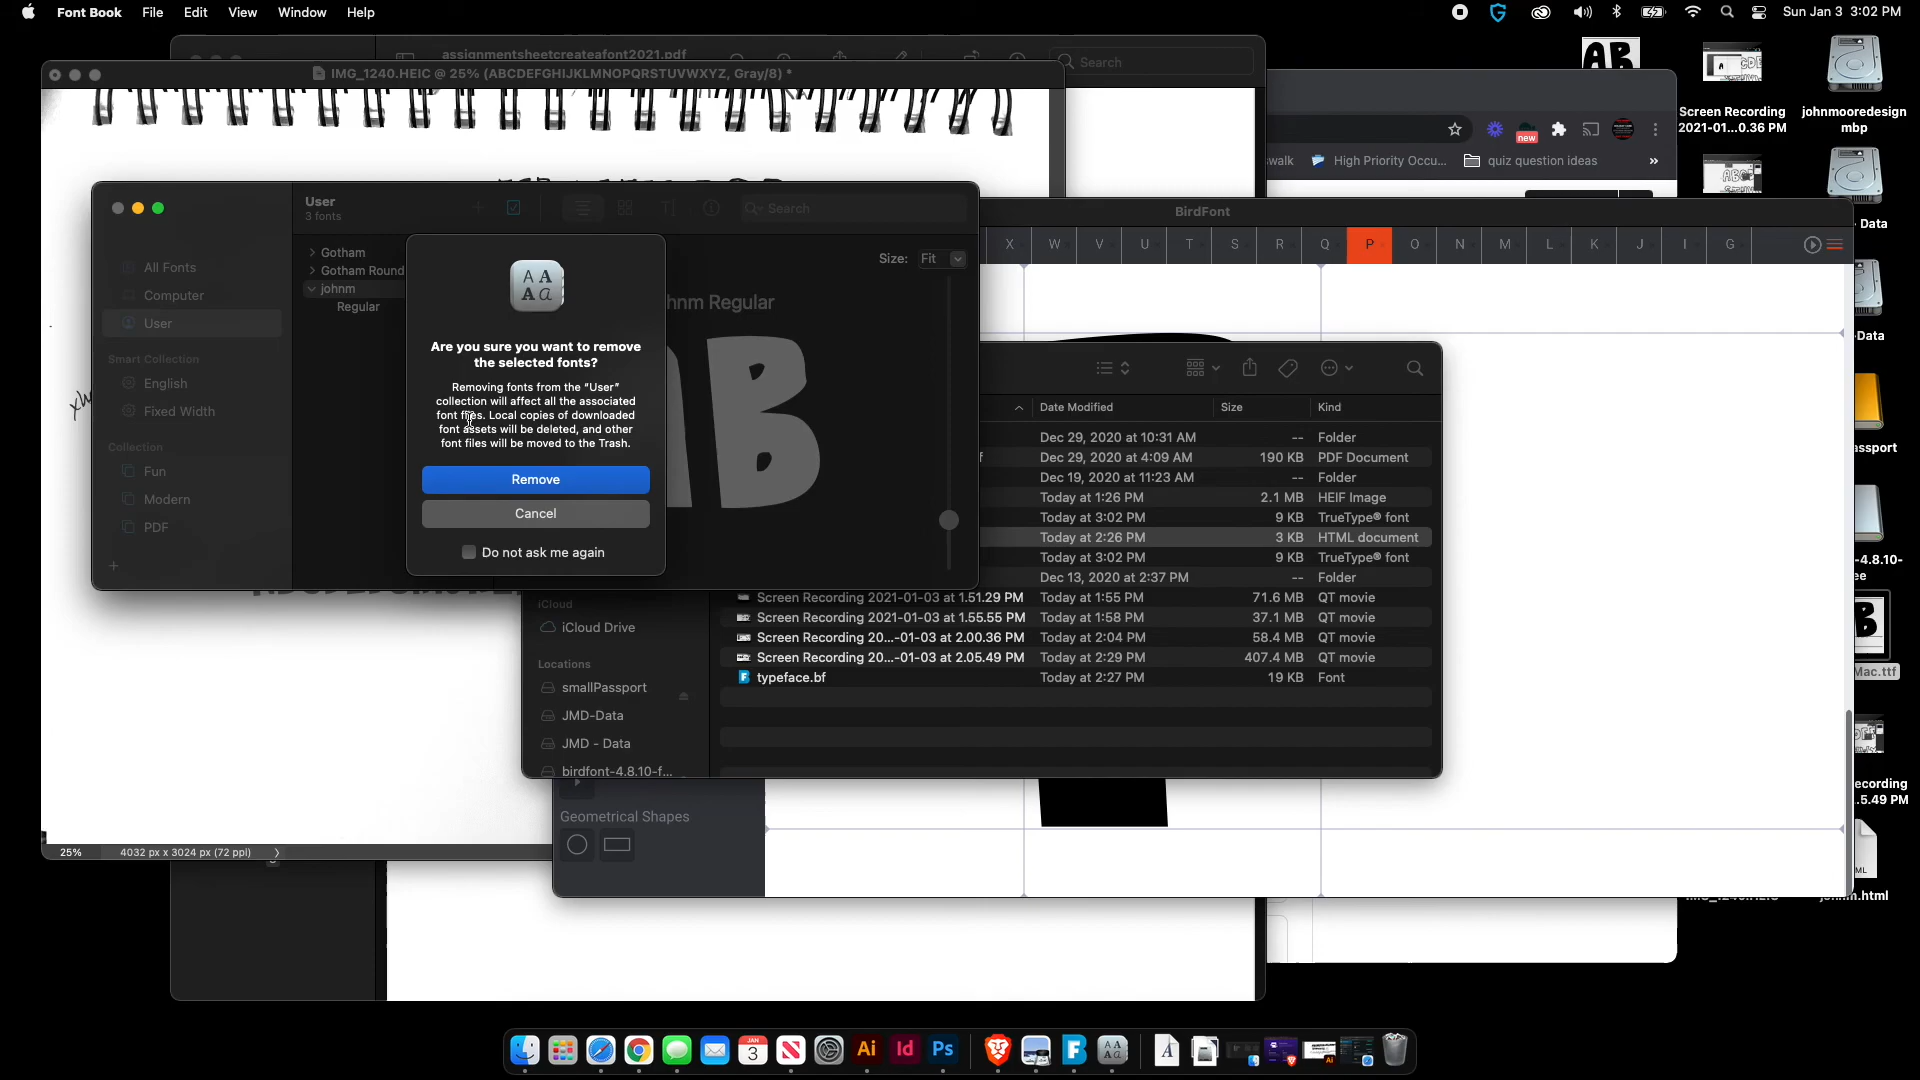 Font Book File Edit View Window Help
Sun Jan 3 3:02 PM
assignmentsheetcreateafont2021.pdf
Search
IMG_1240.HEIC @ 25% (ABCDEFGHIJKLMNOPQRSTUVWXYZ, Gray/8) *
AB
Screen Recording
2021-01...0.36 PM
johnmooredesign
mbp
new
swalk
High Priority Occu...
quiz question ideas
»
User
3 fonts
Search
BirdFont
X W V U T S R Q P O N M L K J I G
- Data
All Fonts
Computer
User
Smart Collection
English
Fixed Width
Collection
Fun
Modern
PDF
Gotham
Gotham Round
johnm
Regular
Size: Fit
hnm Regular
B
Are you sure you want to remove
the selected fonts?
Removing fonts from the “User”
collection will affect all the associated
font files. Local copies of downloaded
font assets will be deleted, and other
font files will be moved to the Trash.
Remove
Cancel
Do not ask me again
-Data
assport
-4.8.10-
ee
Mac.ttf
ecording
.5.49 PM
johnm.html
Date Modified Size Kind
Dec 29, 2020 at 10:31 AM -- Folder
f Dec 29, 2020 at 4:09 AM 190 KB PDF Document
Dec 19, 2020 at 11:23 AM -- Folder
Today at 1:26 PM 2.1 MB HEIF Image
Today at 3:02 PM 9 KB TrueType® font
Today at 2:26 PM 3 KB HTML document
Today at 3:02 PM 9 KB TrueType® font
Dec 13, 2020 at 2:37 PM -- Folder
Screen Recording 2021-01-03 at 1.51.29 PM Today at 1:55 PM 71.6 MB QT movie
Screen Recording 2021-01-03 at 1.55.55 PM Today at 1:58 PM 37.1 MB QT movie
Screen Recording 20...-01-03 at 2.00.36 PM Today at 2:04 PM 58.4 MB QT movie
Screen Recording 20...-01-03 at 2.05.49 PM Today at 2:29 PM 407.4 MB QT movie
typeface.bf Today at 2:27 PM 19 KB Font
iCloud
iCloud Drive
Locations
smallPassport
JMD-Data
JMD - Data
birdfont-4.8.10-f...
Geometrical Shapes
25% 4032 px x 3024 px (72 ppi)
JAN
3
Ai Id Ps